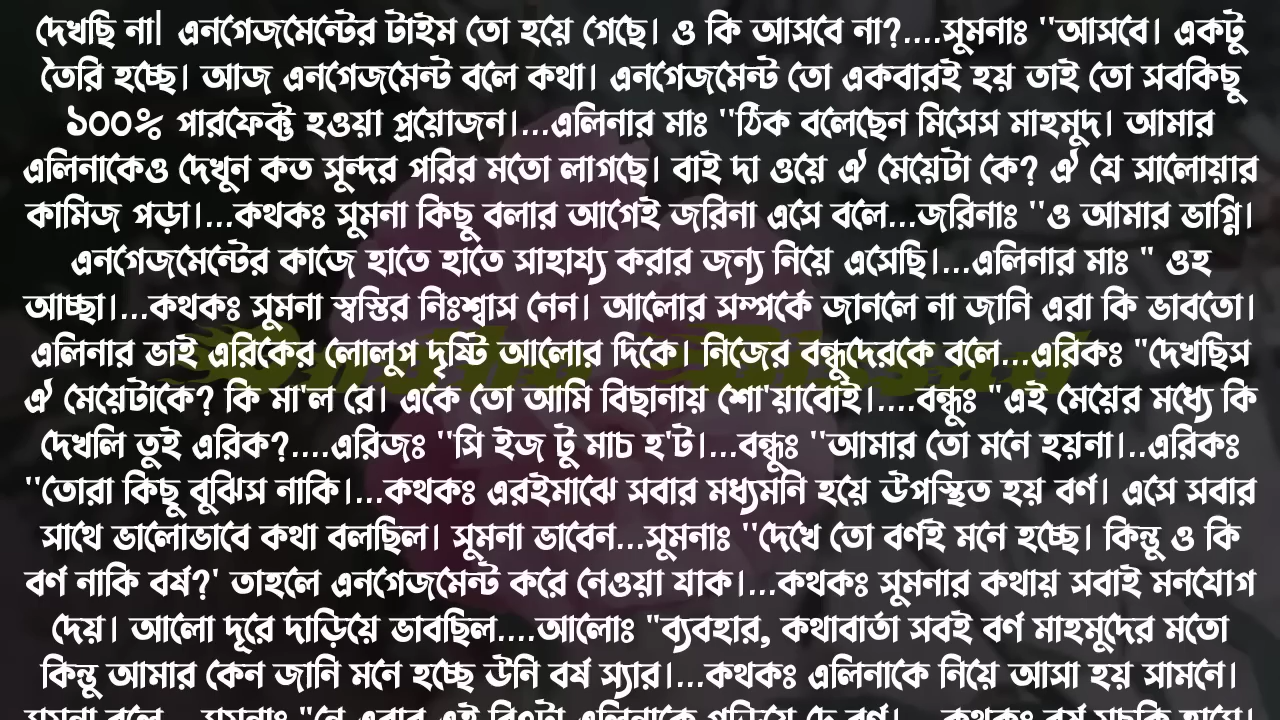 দেখছি না| এনগেজমেন্টের টাইম তো হয়ে গেছে। ও কি আসবে না?....সুমনাঃ ''আসবে। একটু
তৈরি হচ্ছে। আজ এনগেজমেন্ট বলে কথা। এনগেজমেন্ট তো একবারই হয় তাই তো সবকিছু
১০০% পারফেক্ট হওয়া প্রয়োজন।...এলিনার মাঃ ''ঠিক বলেছেন মিসেস মাহমুদ। আমার
এলিনাকেও দেখুন কত সুন্দর পরির মতো লাগছে। বাই দা ওয়ে ঐ মেয়েটা কে? ঐ যে সালোয়ার
কামিজ পড়া।...কথকঃ সুমনা কিছু বলার আগেই জরিনা এসে বলে...জরিনাঃ ''ও আমার ভাগ্নি।
এনগেজমেন্টের কাজে হাতে হাতে সাহায্য করার জন্য নিয়ে এসেছি।...এলিনার মাঃ " ওহ
আচ্ছা।...কথকঃ সুমনা স্বস্তির নিঃশ্বাস নেন। আলোর সম্পর্কে জানলে না জানি এরা কি ভাবতো।
এলিনার ভাই এরিকের লোলুপ দৃষ্টি আলোর দিকে। নিজের বন্ধুদেরকে বলে...এরিকঃ "দেখছিস
ঐ মেয়েটাকে? কি মা'ল রে। একে তো আমি বিছানায় শো'য়াবোই।....বন্ধুঃ "এই মেয়ের মধ্যে কি
দেখলি তুই এরিক?....এরিজঃ ''সি ইজ টু মাচ হ'ট।...বন্ধুঃ ''আমার তো মনে হয়না।..এরিকঃ
''তোরা কিছু বুঝিস নাকি।...কথকঃ এরইমাঝে সবার মধ্যমনি হয়ে উপস্থিত হয় বর্ণ। এসে সবার
সাথে ভালোভাবে কথা বলছিল। সুমনা ভাবেন...সুমনাঃ ''দেখে তো বর্ণই মনে হচ্ছে। কিন্তু ও কি
বর্ণ নাকি বর্ষ?' তাহলে এনগেজমেন্ট করে নেওয়া যাক।...কথকঃ সুমনার কথায় সবাই মনযোগ
দেয়। আলো দূরে দাড়িয়ে ভাবছিল....আলোঃ "ব্যবহার, কথাবার্তা সবই বর্ণ মাহমুদের মতো
কিন্তু আমার কেন জানি মনে হচ্ছে উনি বর্ষ স্যার।...কথকঃ এলিনাকে নিয়ে আসা হয় সামনে।